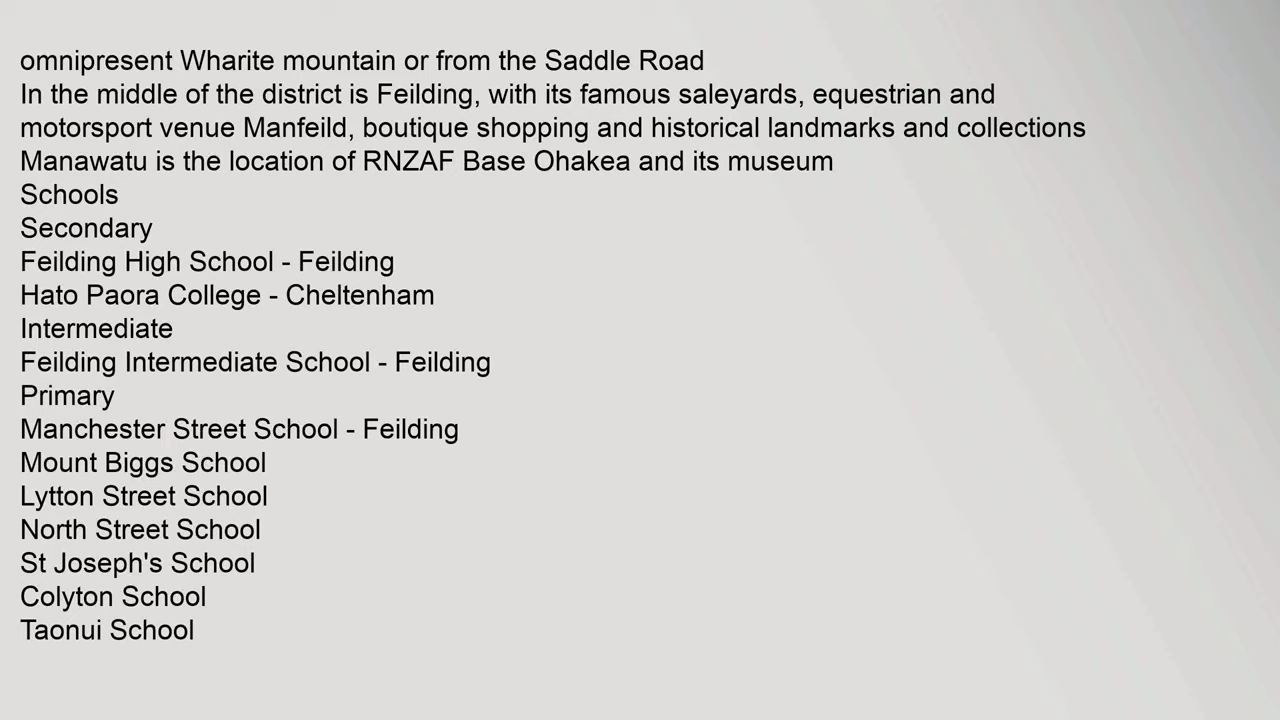 omnipresent Wharite mountain or from the Saddle Road
In the middle of the district is Feilding, with its famous saleyards, equestrian and
motorsport venue Manfeild, boutique shopping and historical landmarks and collections
Manawatu is the location of RNZAF Base Ohakea and its museum
Schools
Secondary
Feilding High School - Feilding
Hato Paora College - Cheltenham
Intermediate
Feilding Intermediate School - Feilding
Primary
Manchester Street School - Feilding
Mount Biggs School
Lytton Street School
North Street School
St Joseph's School
Colyton School
Taonui School